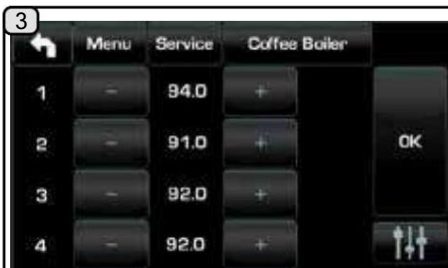 3
Menu Service Coffee Boiler
1 - 94.0 +
2 - 91.0 + OK
3 - 92.0 +
4 - 92.0 +